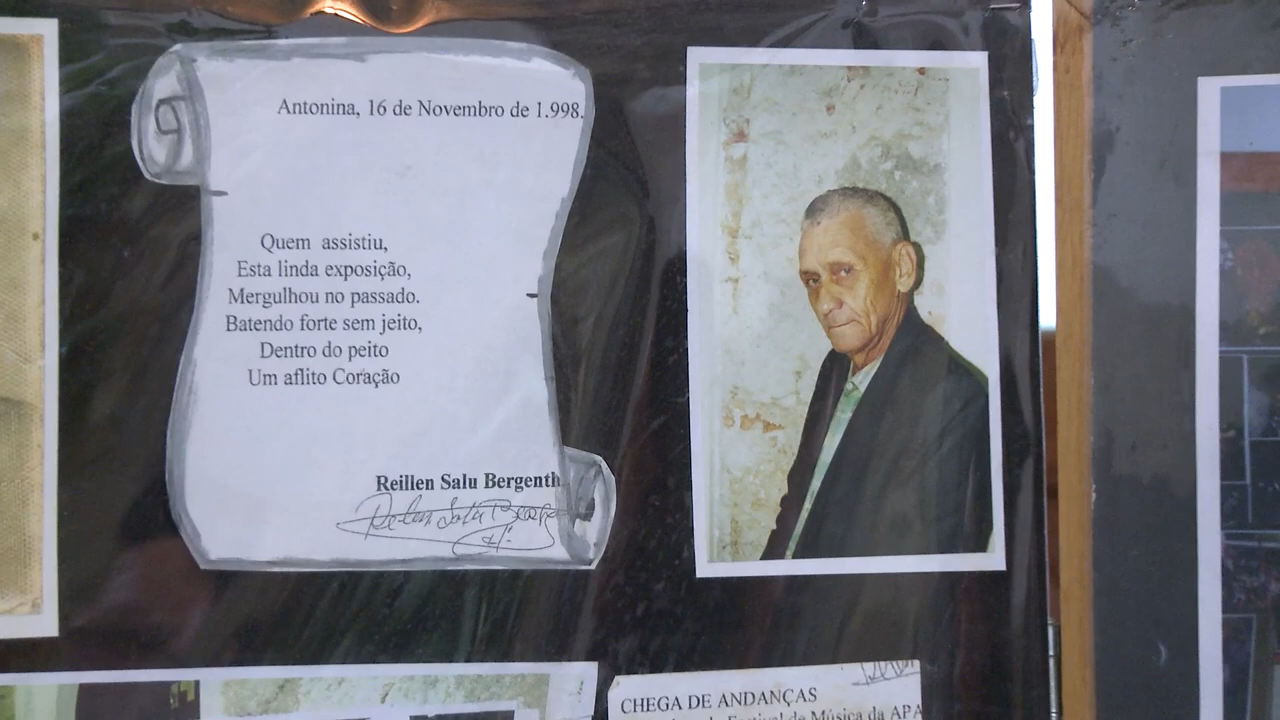 Antonina, 16 de Novembro de 1.998.
Quem assistiu,
Esta linda exposição,
Mergulhou no passado.
Batendo forte sem jeito,
Dentro do peito
Um aflito Coração
Reillen Salu Bergenth
CHEGA DE ANDANÇAS
Festival de Música da APA